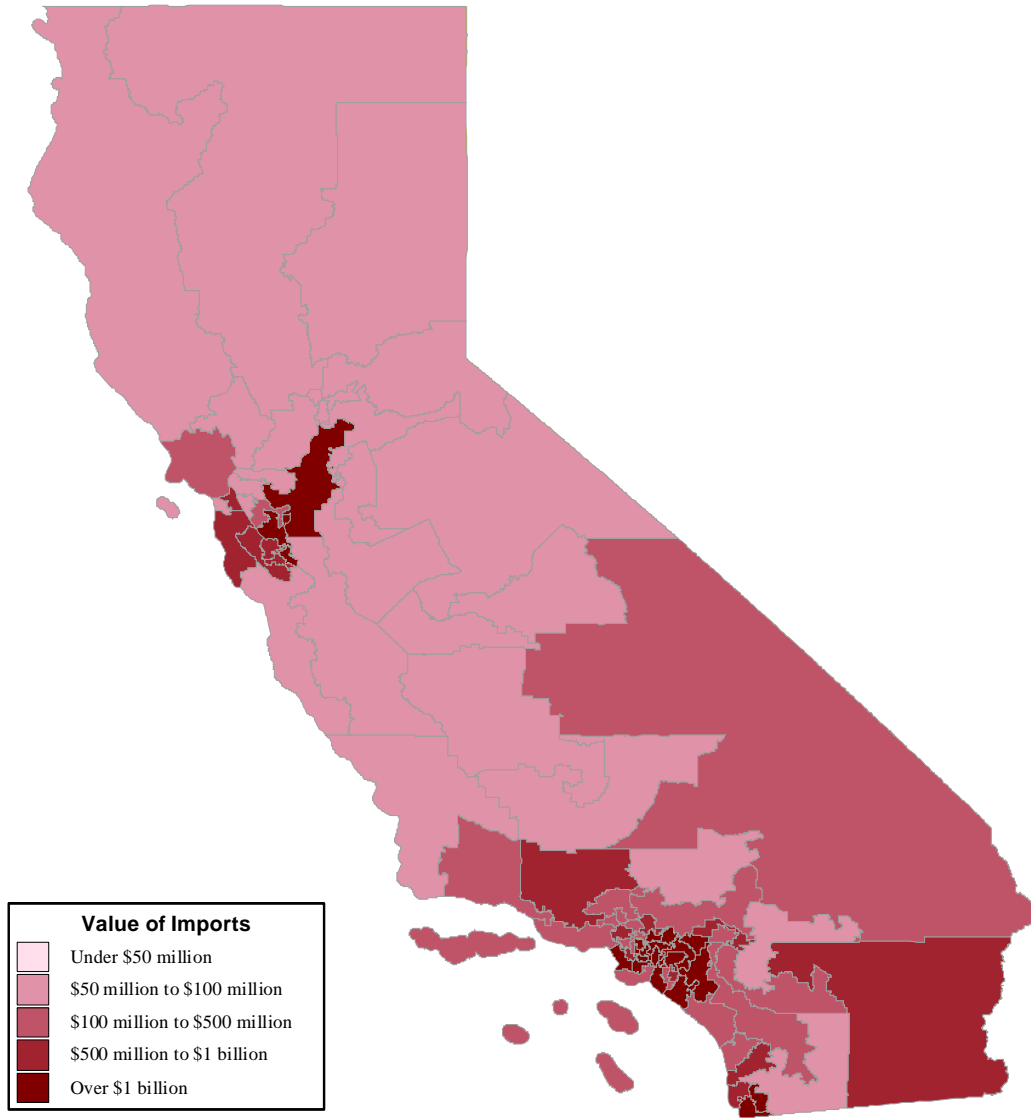 Value of Imports
Under $50 million
$50 million to $100 million
$100 million to $500 million
$500 million to $1 billion
Over $1 billion